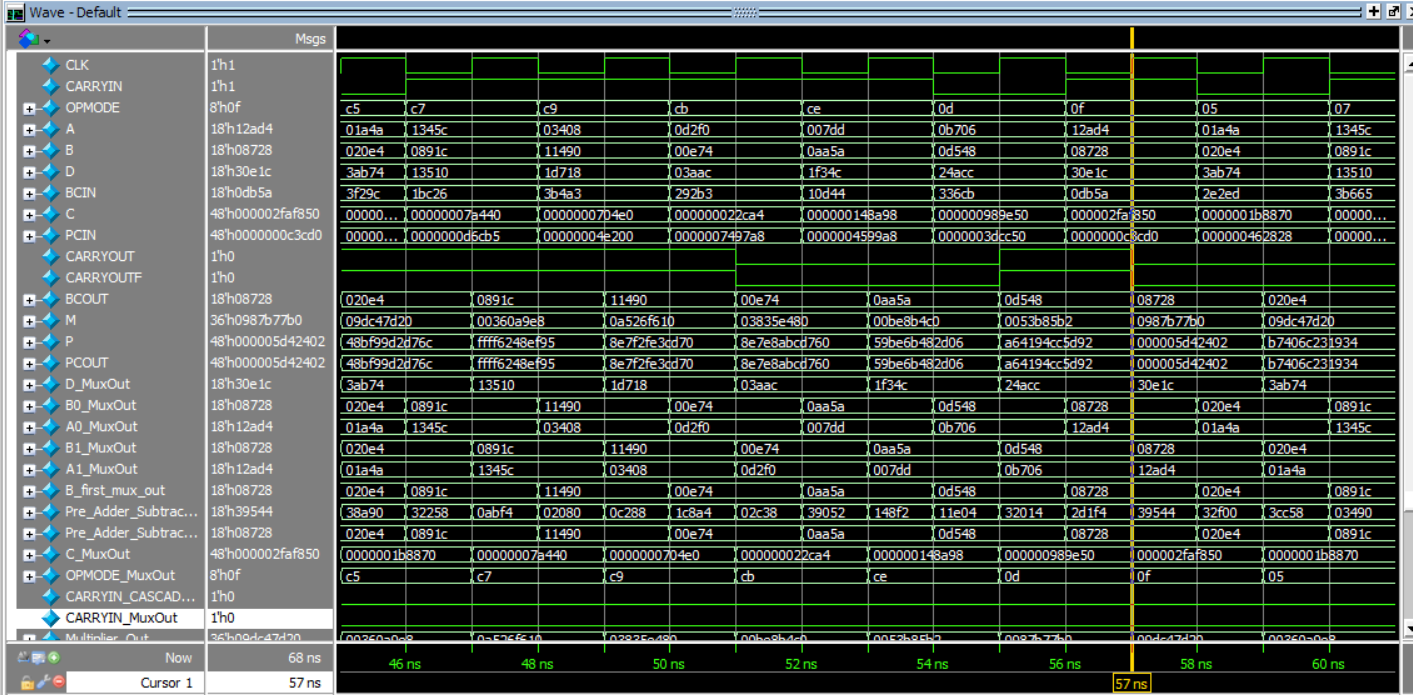 Wave - Default
Msgs
CLK 1'h1
CARRYIN 1'h1
OPMODE 8'h0f c5 c7 c9 cb ce 0d 0f 05 07
A 18'h12ad4 01a4a 1345c 03408 0d2f0 007dd 0b706 12ad4 01a4a 1345c
B 18'h08728 020e4 0891c 11490 00e74 0aa5a 0d548 08728 020e4 0891c
D 18'h30e1c 3ab74 13510 1d718 03aac 1f34c 24acc 30e1c 3ab74 13510
BCIN 18'h0db5a 3f29c 1bc26 3b4a3 292b3 10d44 336cb 0db5a 2e2ed 3b665
C 48'h000002faf850 00000... 00000007a440 0000000704e0 000000022ca4 000000148a98 000000989e50 000002faf850 0000001b8870 00000...
PCIN 48'h0000000c3cd0 00000... 0000000d6cb5 00000004e200 0000007497a8 0000004599a8 0000003dcc50 0000000c3cd0 000000462828 00000...
CARRYOUT 1'h0
CARRYOUTF 1'h0
BCOUT 18'h08728 020e4 0891c 11490 00e74 0aa5a 0d548 08728 020e4
M 36'h0987b77b0 09dc47d20 00360a9e8 0a526f610 03835e480 00be8b4c0 0053b85b2 0987b77b0 09dc47d20
P 48'h000005d42402 48bf99d2d76c ffff6248ef95 8e7f2fe3cd70 8e7e8abcd760 59be6b482d06 a64194cc5d92 000005d42402 b7406c231934
PCOUT 48'h000005d42402 48bf99d2d76c ffff6248ef95 8e7f2fe3cd70 8e7e8abcd760 59be6b482d06 a64194cc5d92 000005d42402 b7406c231934
D_MuxOut 18'h30e1c 3ab74 13510 1d718 03aac 1f34c 24acc 30e1c 3ab74
B0_MuxOut 18'h08728 020e4 0891c 11490 00e74 0aa5a 0d548 08728 020e4 0891c
A0_MuxOut 18'h12ad4 01a4a 1345c 03408 0d2f0 007dd 0b706 12ad4 01a4a 1345c
B1_MuxOut 18'h08728 020e4 0891c 11490 00e74 0aa5a 0d548 08728 020e4
A1_MuxOut 18'h12ad4 01a4a 1345c 03408 0d2f0 007dd 0b706 12ad4 01a4a
B_first_mux_out 18'h08728 020e4 0891c 11490 00e74 0aa5a 0d548 08728 020e4 0891c
Pre_Adder_Subtrac... 18'h39544 38a90 32258 0abf4 02080 0c288 1c8a4 02c38 39052 148f2 11e04 32014 2d1f4 39544 32f00 3cc58 03490
Pre_Adder_Subtrac... 18'h08728 020e4 0891c 11490 00e74 0aa5a 0d548 08728 020e4 0891c
C_MuxOut 48'h000002faf850 0000001b8870 00000007a440 0000000704e0 000000022ca4 000000148a98 000000989e50 000002faf850 0000001b8870
OPMODE_MuxOut 8'h0f c5 c7 c9 cb ce 0d 0f 05
CARRYIN_CASCAD... 1'h0
CARRYIN_MuxOut 1'h0
Multiplier_Out 36'h09dc47d20 00360a9e8 0a526f610 03835e480 00be8b4c0 0053b85b2 0987b77b0 09dc47d20 00360a9e8
Now 68 ns 46 ns 48 ns 50 ns 52 ns 54 ns 56 ns 58 ns 60 ns
Cursor 1 57 ns 57 ns